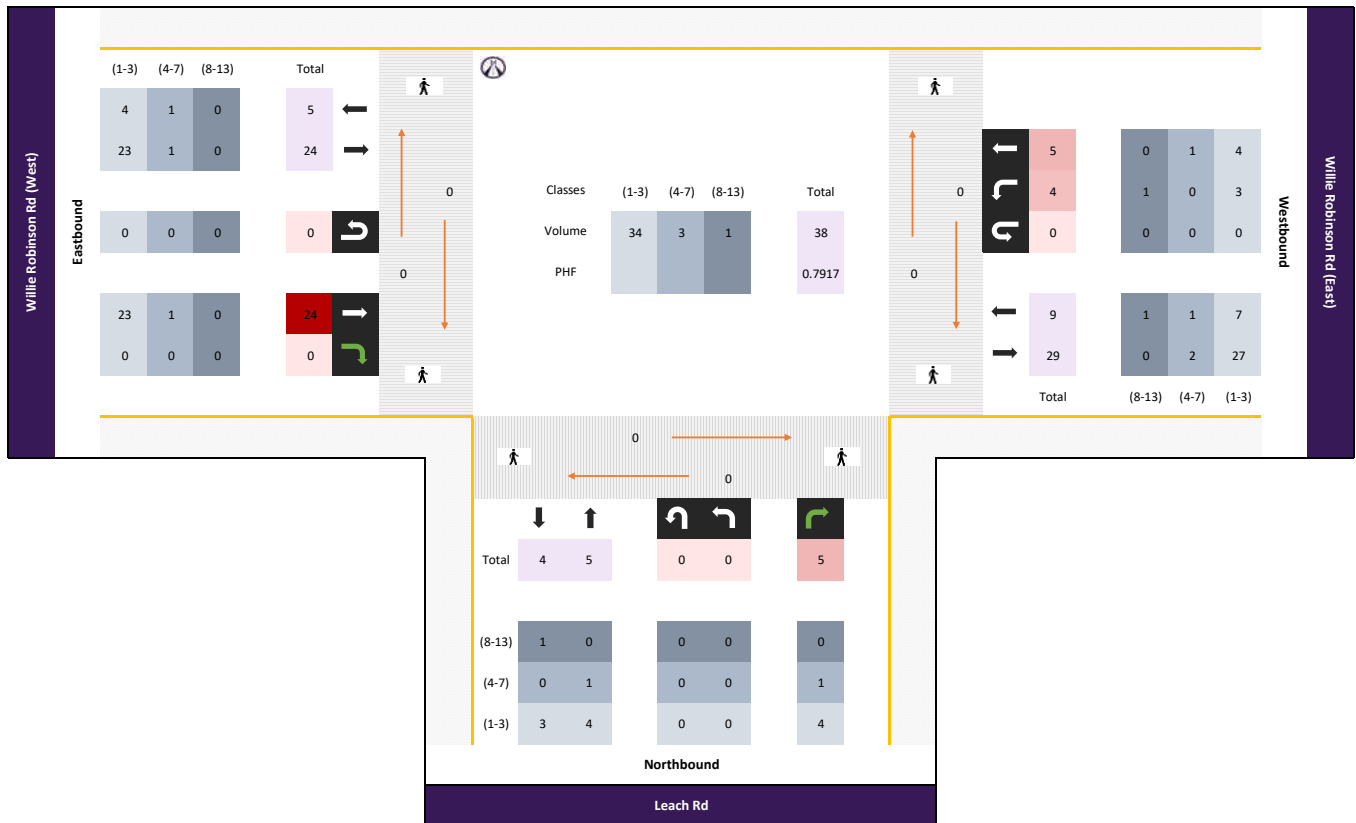 (1-3) (4-7) (8-13) Total
4 1 0 5
23 1 0 24
0 0 0 0
23 1 0 24
0 0 0 0
Willie Robinson Rd (West)
Eastbound
0
0
Classes (1-3) (4-7) (8-13) Total
Volume 34 3 1 38
PHF 0.7917
0
0
5 0 1 4
4 1 0 3
0 0 0 0
9 1 1 7
29 0 2 27
Total (8-13) (4-7) (1-3)
Westbound
Willie Robinson Rd (East)
0
0
Total 4 5 0 0 5
(8-13) 1 0 0 0 0
(4-7) 0 1 0 0 1
(1-3) 3 4 0 0 4
Northbound
Leach Rd